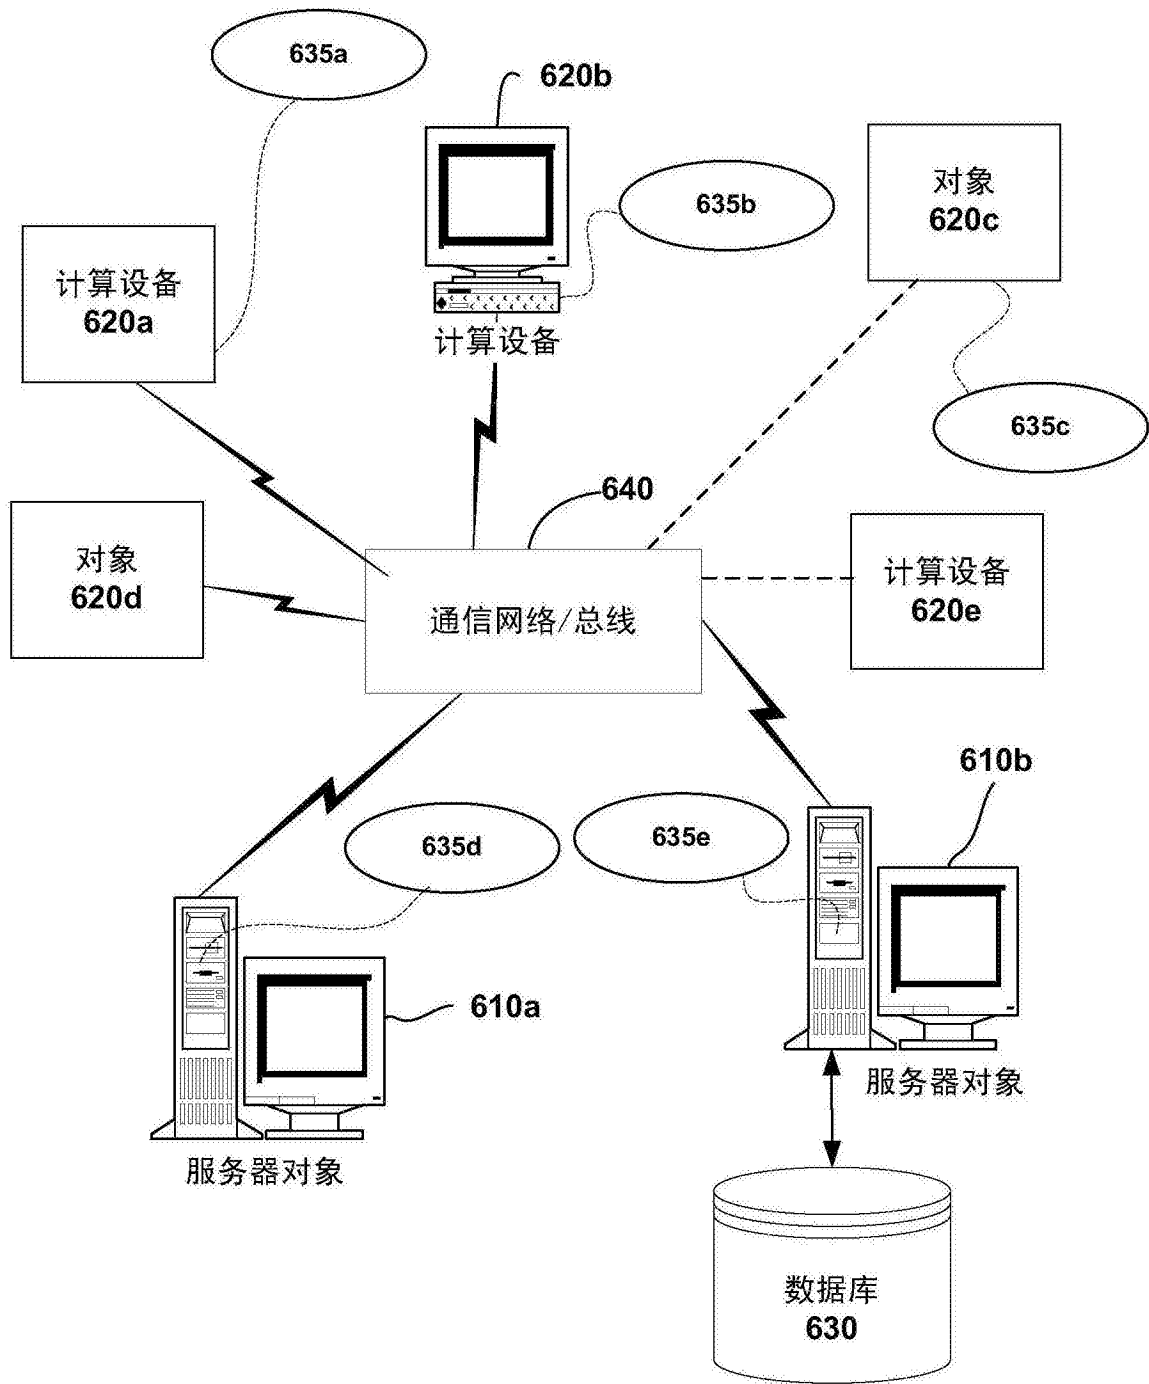 635a
620b
对象
620c
635b
计算设备
620a
计算设备
635c
640
对象
620d
计算设备
620e
通信网络/总线
610b
635d
635e
610a
服务器对象
服务器对象
数据库
630